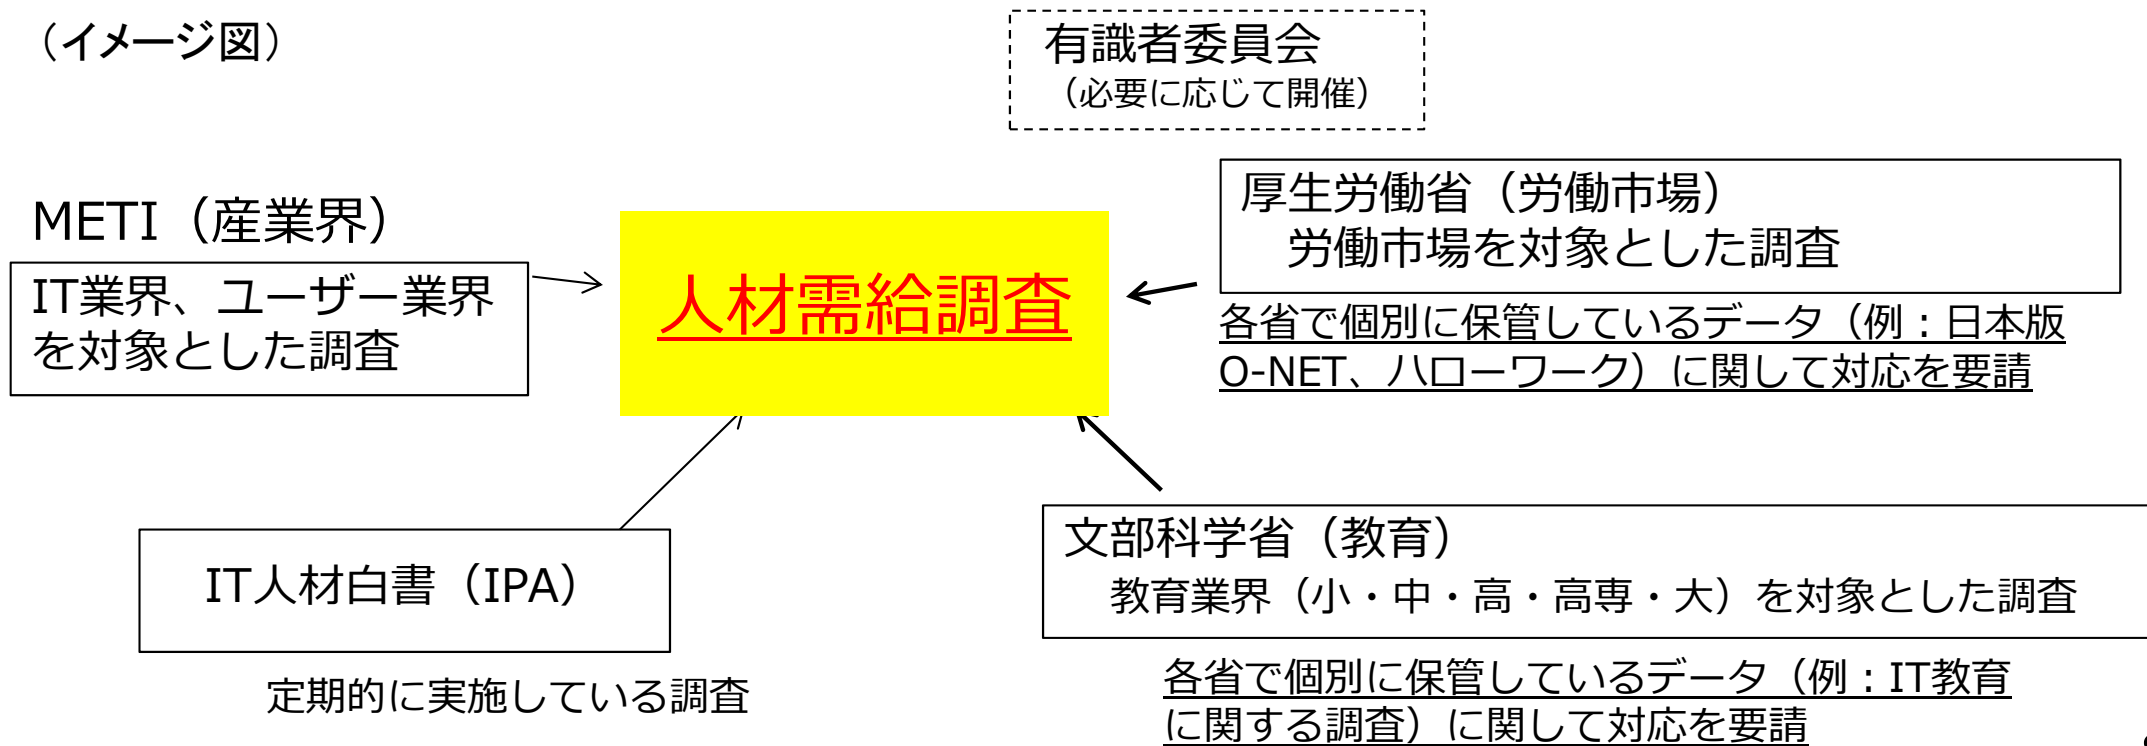 （イメージ図）
有識者委員会
（必要に応じて開催）
METI（産業界）
IT業界、ユーザー業界
を対象とした調査
人材需給調査
厚生労働省（労働市場）
労働市場を対象とした調査
各省で個別に保管しているデータ（例：日本版
O-NET、ハローワーク）に関して対応を要請
IT人材白書（IPA）
定期的に実施している調査
文部科学省（教育）
教育業界（小・中・高・高専・大）を対象とした調査
各省で個別に保管しているデータ（例：IT教育
に関する調査）に関して対応を要請